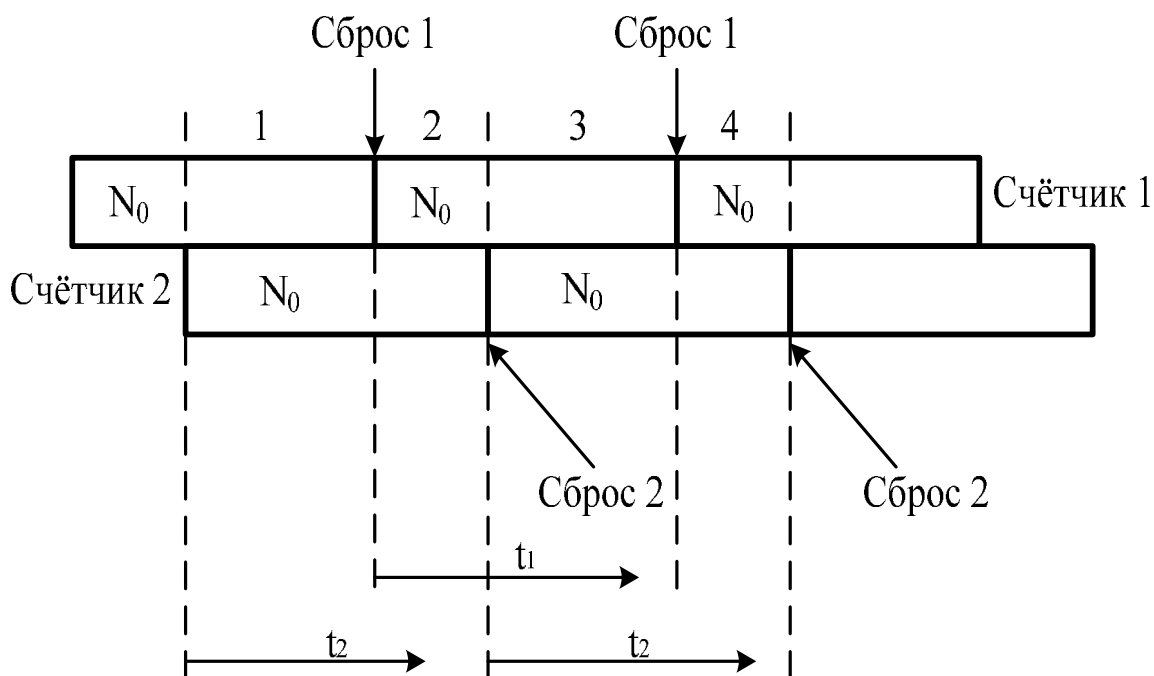 Сброс 1 Сброс 1
1 2 3 4
N₀ N₀ N₀ Счётчик 1
Счётчик 2 N₀ N₀
Сброс 2 Сброс 2
t₁
t₂ t₂